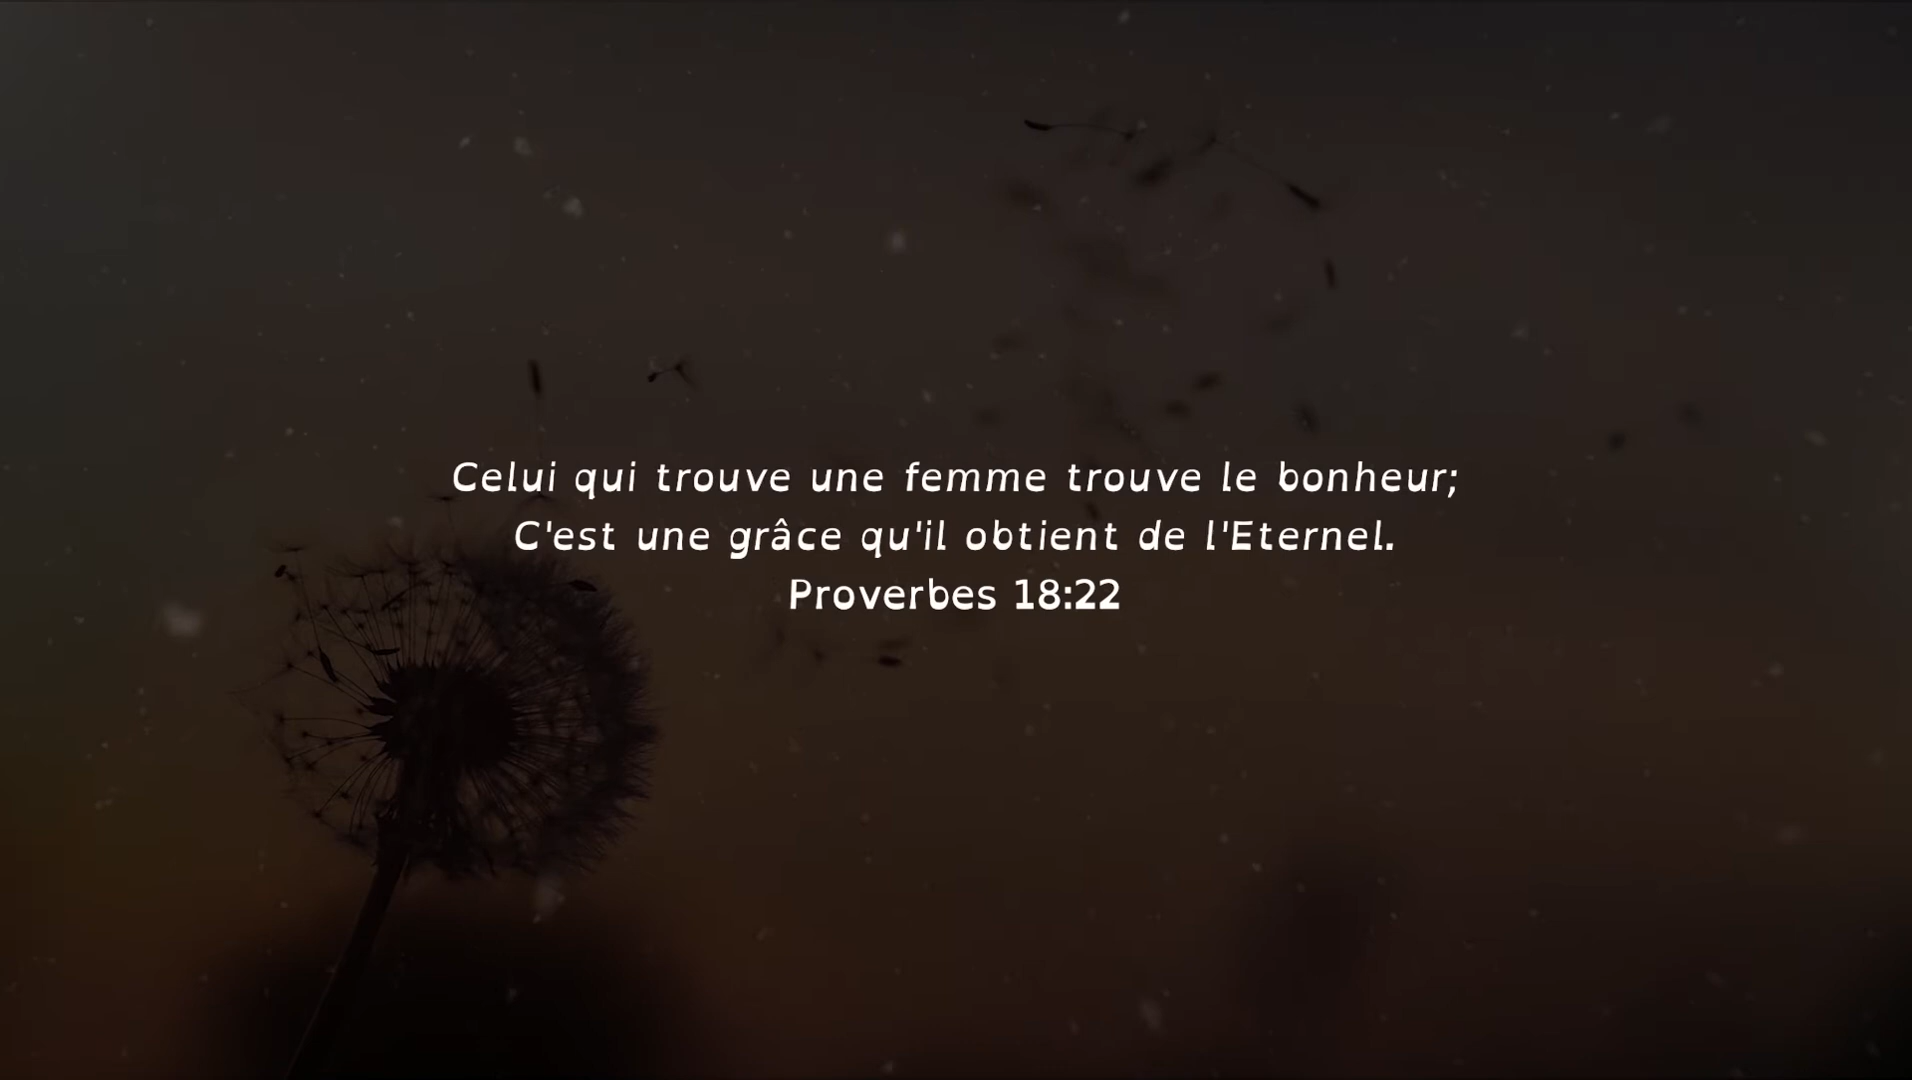 Celui qui trouve une femme trouve le bonheur;
C'est une grâce qu'il obtient de l'Eternel.
Proverbes 18:22